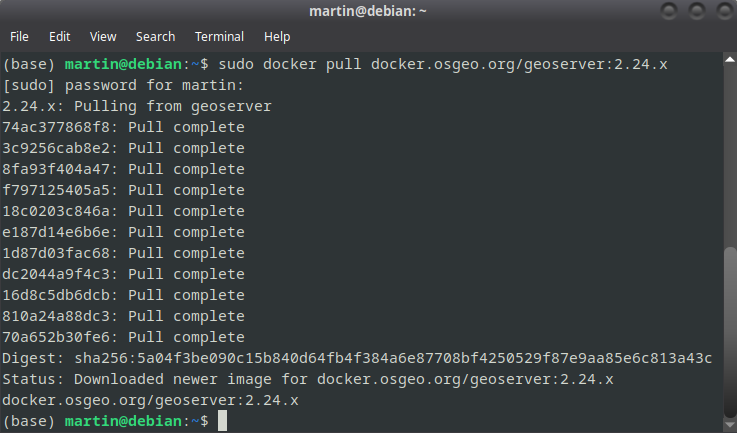 martin@debian: ~
File Edit View Search Terminal Help
(base) martin@debian:~$ sudo docker pull docker.osgeo.org/geoserver:2.24.x
[sudo] password for martin:
2.24.x: Pulling from geoserver
74ac377868f8: Pull complete
3c9256cab8e2: Pull complete
8fa93f404a47: Pull complete
f797125405a5: Pull complete
18c0203c846a: Pull complete
e187d14e6b6e: Pull complete
1d87d03fac68: Pull complete
dc2044a9f4c3: Pull complete
16d8c5db6dcb: Pull complete
810a24a88dc3: Pull complete
70a652b30fe6: Pull complete
Digest: sha256:5a04f3be090c15b840d64fb4f384a6e87708bf4250529f87e9aa85e6c813a43c
Status: Downloaded newer image for docker.osgeo.org/geoserver:2.24.x
docker.osgeo.org/geoserver:2.24.x
(base) martin@debian:~$